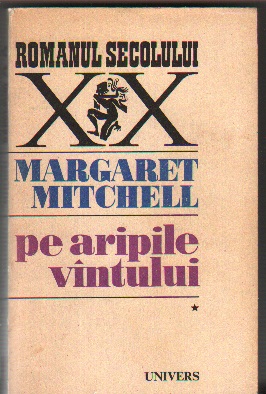 ROMANUL SECOLULUI
XX
MARGARET
MITCHELL
pe aripile
vîntului
*
UNIVERS